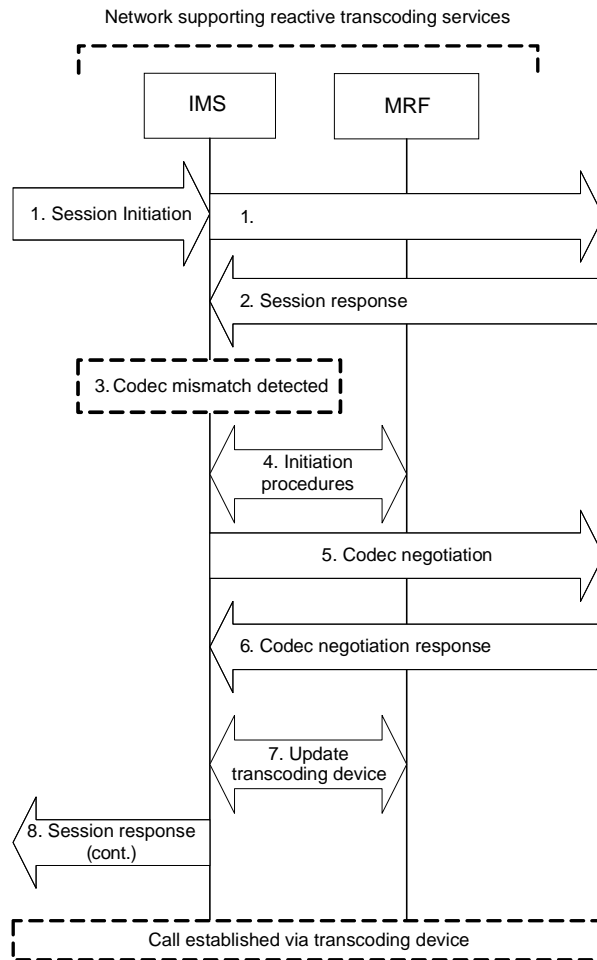 Network supporting reactive transcoding services
IMS
MRF
1. Session Initiation
1.
2. Session response
3. Codec mismatch detected
4. Initiation
procedures
5. Codec negotiation
6. Codec negotiation response
7. Update
transcoding device
8. Session response
(cont.)
Call established via transcoding device